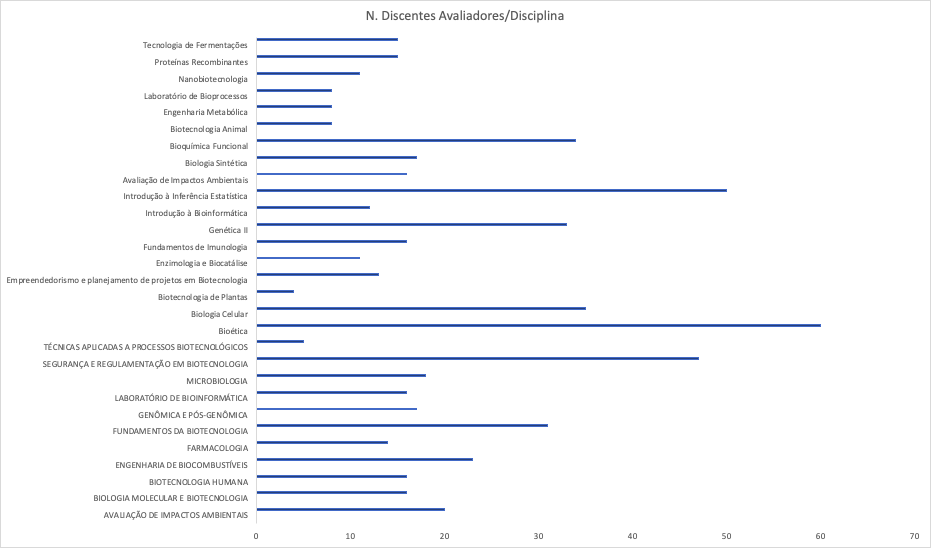 N. Discentes Avaliadores/Disciplina
Tecnologia de Fermentações
Proteínas Recombinantes
Nanobiotecnologia
Laboratório de Bioprocessos
Engenharia Metabólica
Biotecnologia Animal
Bioquímica Funcional
Biologia Sintética
Avaliação de Impactos Ambientais
Introdução à Inferência Estatística
Introdução à Bioinformática
Genética II
Fundamentos de Imunologia
Enzimologia e Biocatálise
Empreendedorismo e planejamento de projetos em Biotecnologia
Biotecnologia de Plantas
Biologia Celular
Bioética
TÉCNICAS APLICADAS A PROCESSOS BIOTECNOLÓGICOS
SEGURANÇA E REGULAMENTAÇÃO EM BIOTECNOLOGIA
MICROBIOLOGIA
LABORATÓRIO DE BIOINFORMÁTICA
GENÔMICA E PÓS-GENÔMICA
FUNDAMENTOS DA BIOTECNOLOGIA
FARMACOLOGIA
ENGENHARIA DE BIOCOMBUSTÍVEIS
BIOTECNOLOGIA HUMANA
BIOLOGIA MOLECULAR E BIOTECNOLOGIA
AVALIAÇÃO DE IMPACTOS AMBIENTAIS
0 10 20 30 40 50 60 70